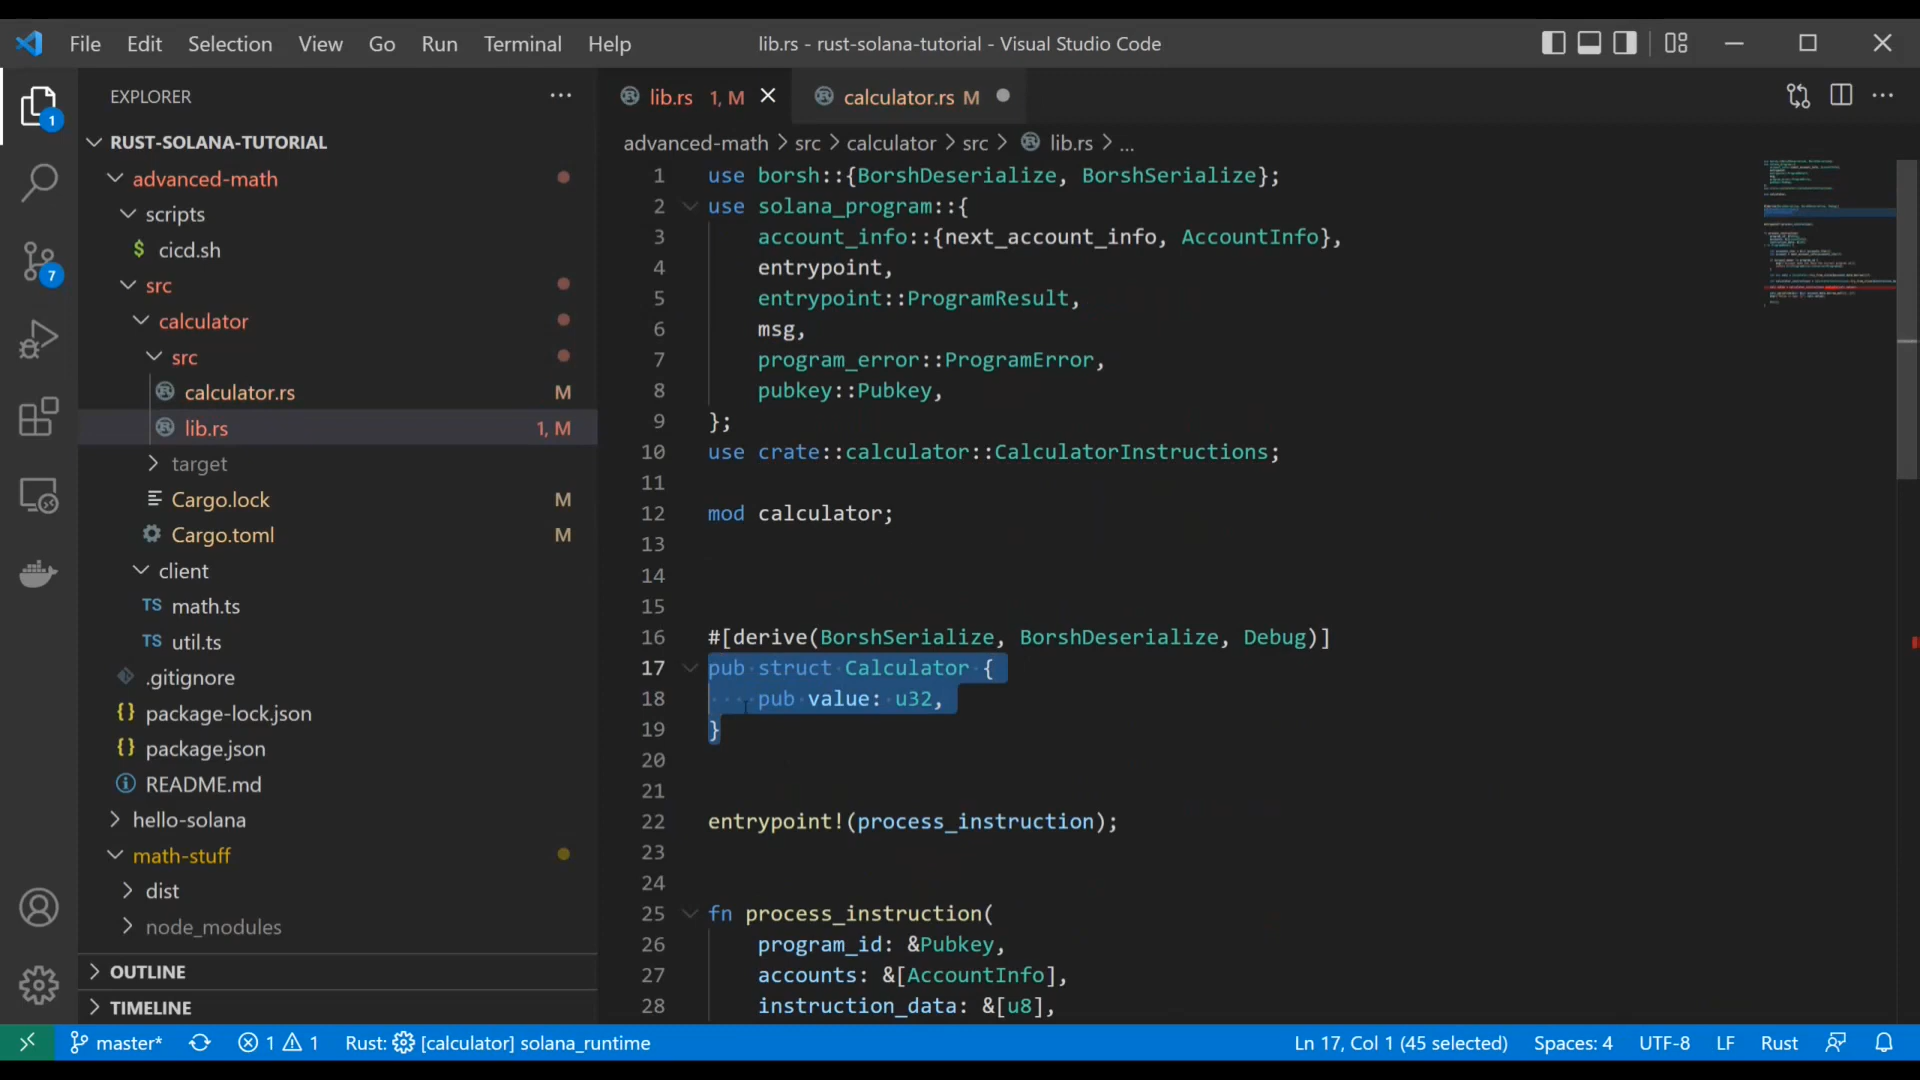 File Edit Selection View Go Run Terminal Help lib.rs - rust-solana-tutorial - Visual Studio Code
EXPLORER
lib.rs 1, M
calculator.rs M
1
7
RUST-SOLANA-TUTORIAL
advanced-math
scripts
$ cicd.sh
src
calculator
src
calculator.rs M
lib.rs 1, M
target
Cargo.lock M
Cargo.toml M
client
TS math.ts
TS util.ts
.gitignore
{} package-lock.json
{} package.json
README.md
hello-solana
math-stuff
dist
node_modules
OUTLINE
TIMELINE
advanced-math > src > calculator > src > lib.rs > ...
1 use borsh::{BorshDeserialize, BorshSerialize};
2 use solana_program::{
3 account_info::{next_account_info, AccountInfo},
4 entrypoint,
5 entrypoint::ProgramResult,
6 msg,
7 program_error::ProgramError,
8 pubkey::Pubkey,
9 };
10 use crate::calculator::CalculatorInstructions;
11
12 mod calculator;
13
14
15
16 #[derive(BorshSerialize, BorshDeserialize, Debug)]
17 pub struct Calculator {
18 pub value: u32,
19 }
20
21
22 entrypoint!(process_instruction);
23
24
25 fn process_instruction(
26 program_id: &Pubkey,
27 accounts: &[AccountInfo],
28 instruction_data: &[u8],
master* 1 1 Rust: [calculator] solana_runtime Ln 17, Col 1 (45 selected) Spaces: 4 UTF-8 LF Rust